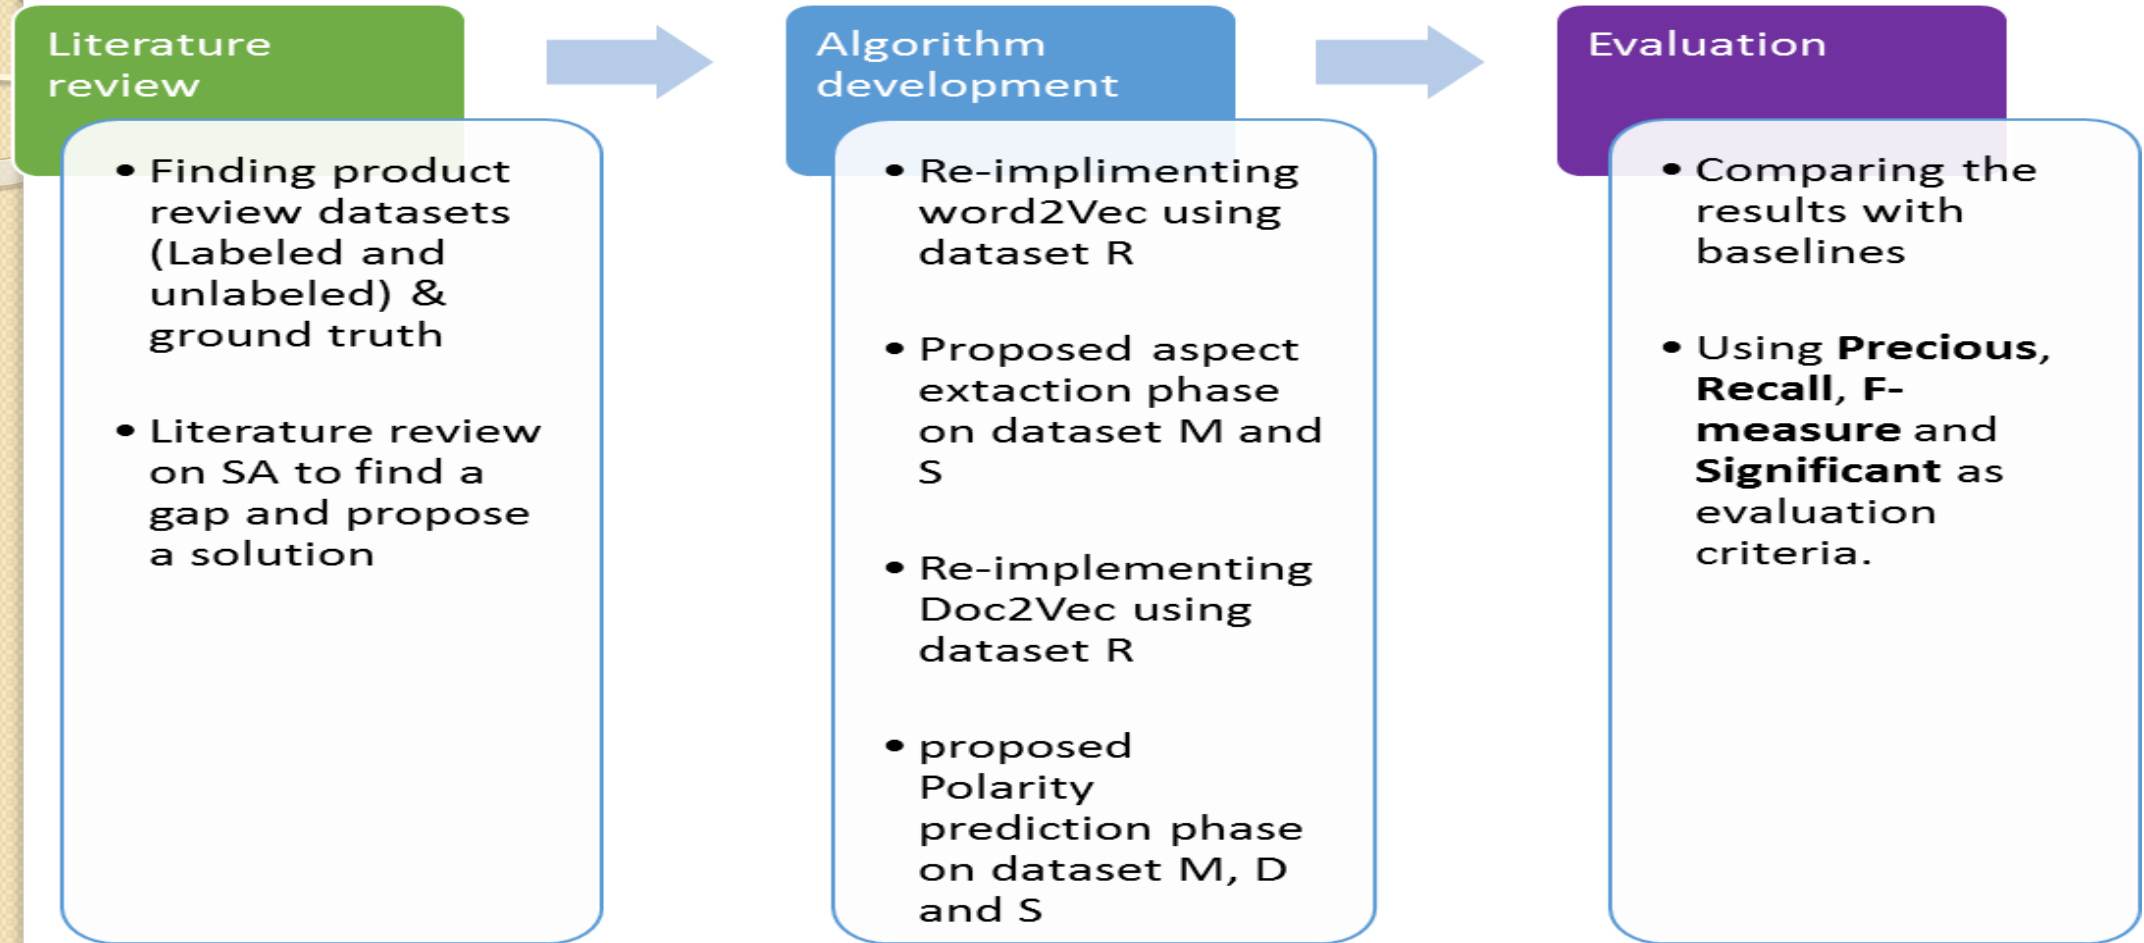 Literature
review
• Finding product
review datasets
(Labeled and
unlabeled) &
ground truth
• Literature review
on SA to find a
gap and propose
a solution
Algorithm
development
• Re-implimenting
word2Vec using
dataset R
• Proposed aspect
extaction phase
on dataset M and
S
• Re-implementing
Doc2Vec using
dataset R
• proposed
Polarity
prediction phase
on dataset M, D
and S
Evaluation
• Comparing the
results with
baselines
• Using Precious,
Recall, F-
measure and
Significant as
evaluation
criteria.